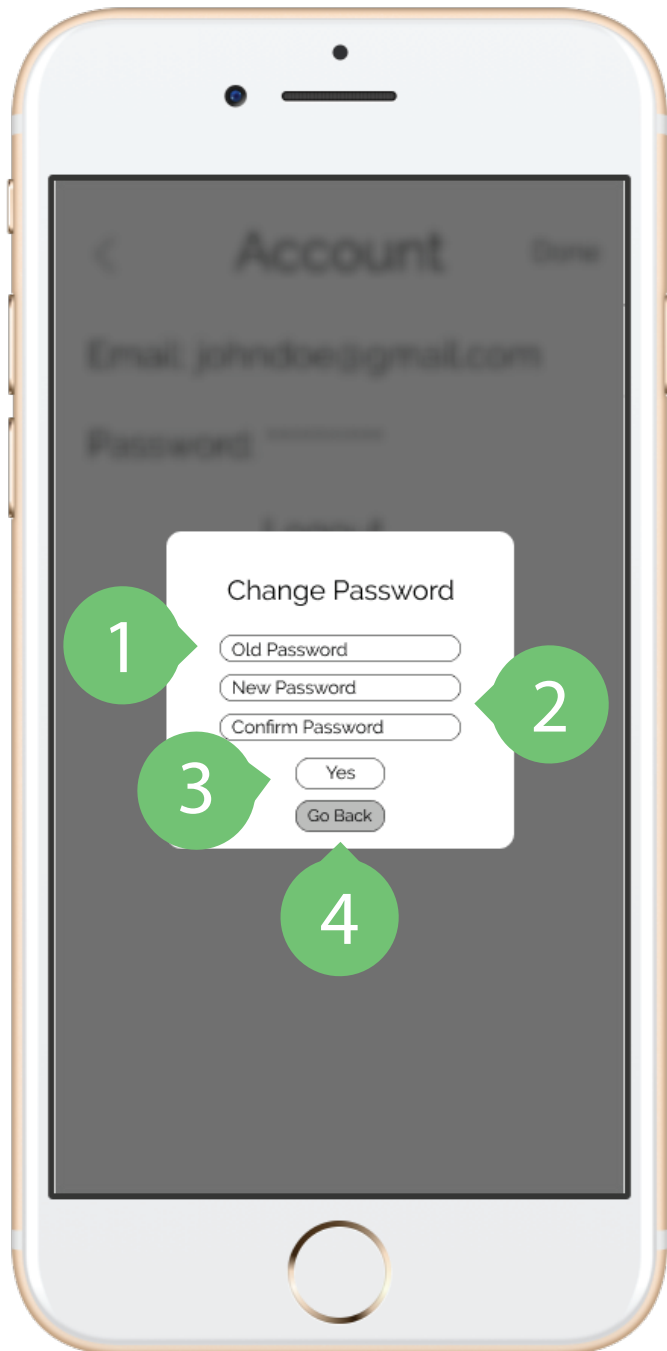 Account Done
Email: johndoe@gmail.com
Password: **********
Logout
Change Password
1
Old Password
New Password
2
Confirm Password
3
Yes
Go Back
4